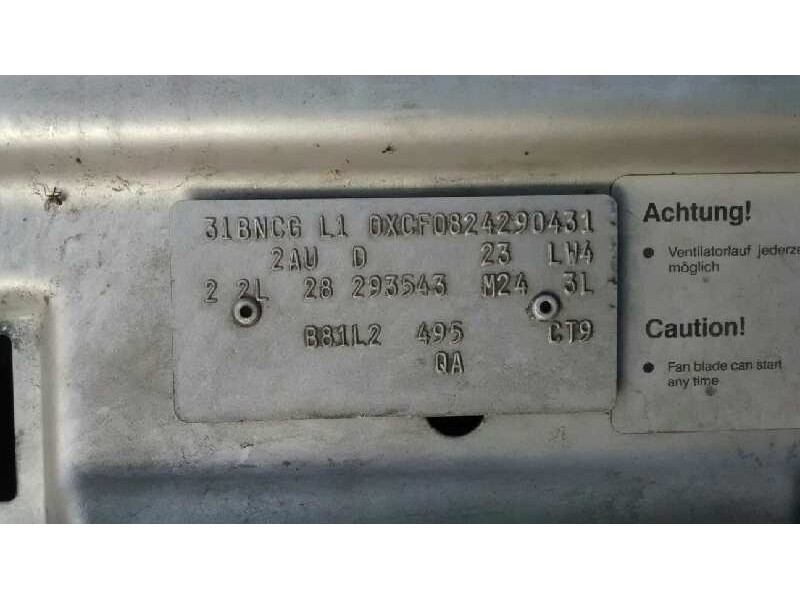 31BNCG L1 0XCF0824290431
2AU D 23 LW4
2 2L 28 293543 M24 3L
B81L2 495 CT9
QA
Achtung!
● Ventilatorlauf jederze
möglich
Caution!
● Fan blade can start
any time